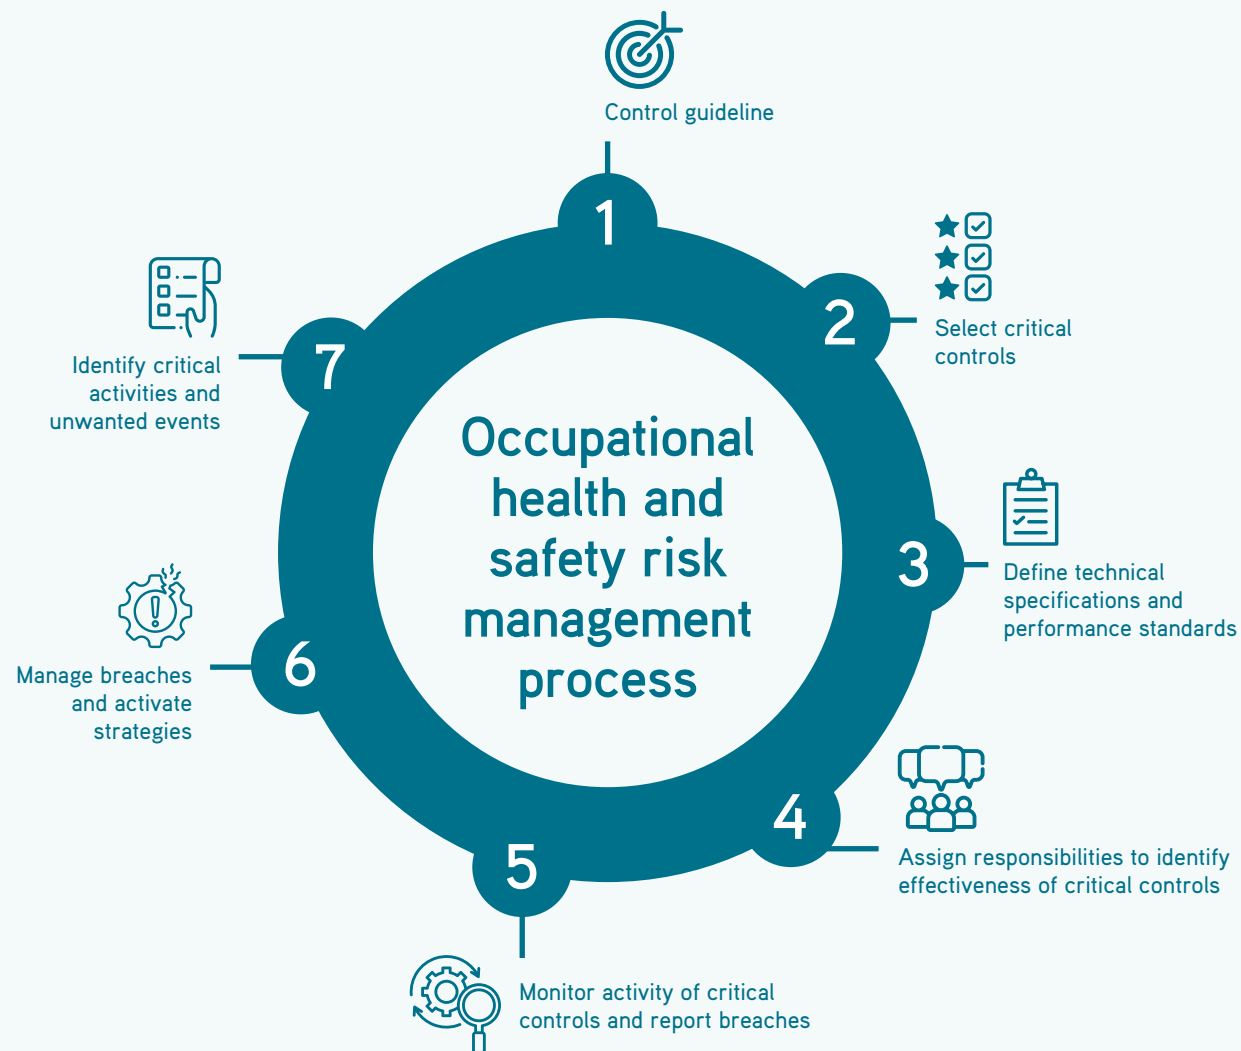 Control guideline
1
2
Select critical
controls
3
Define technical
specifications and
performance standards
4
Assign responsibilities to identify
effectiveness of critical controls
5
Monitor activity of critical
controls and report breaches
6
Manage breaches
and activate
strategies
7
Identify critical
activities and
unwanted events
Occupational
health and
safety risk
management
process